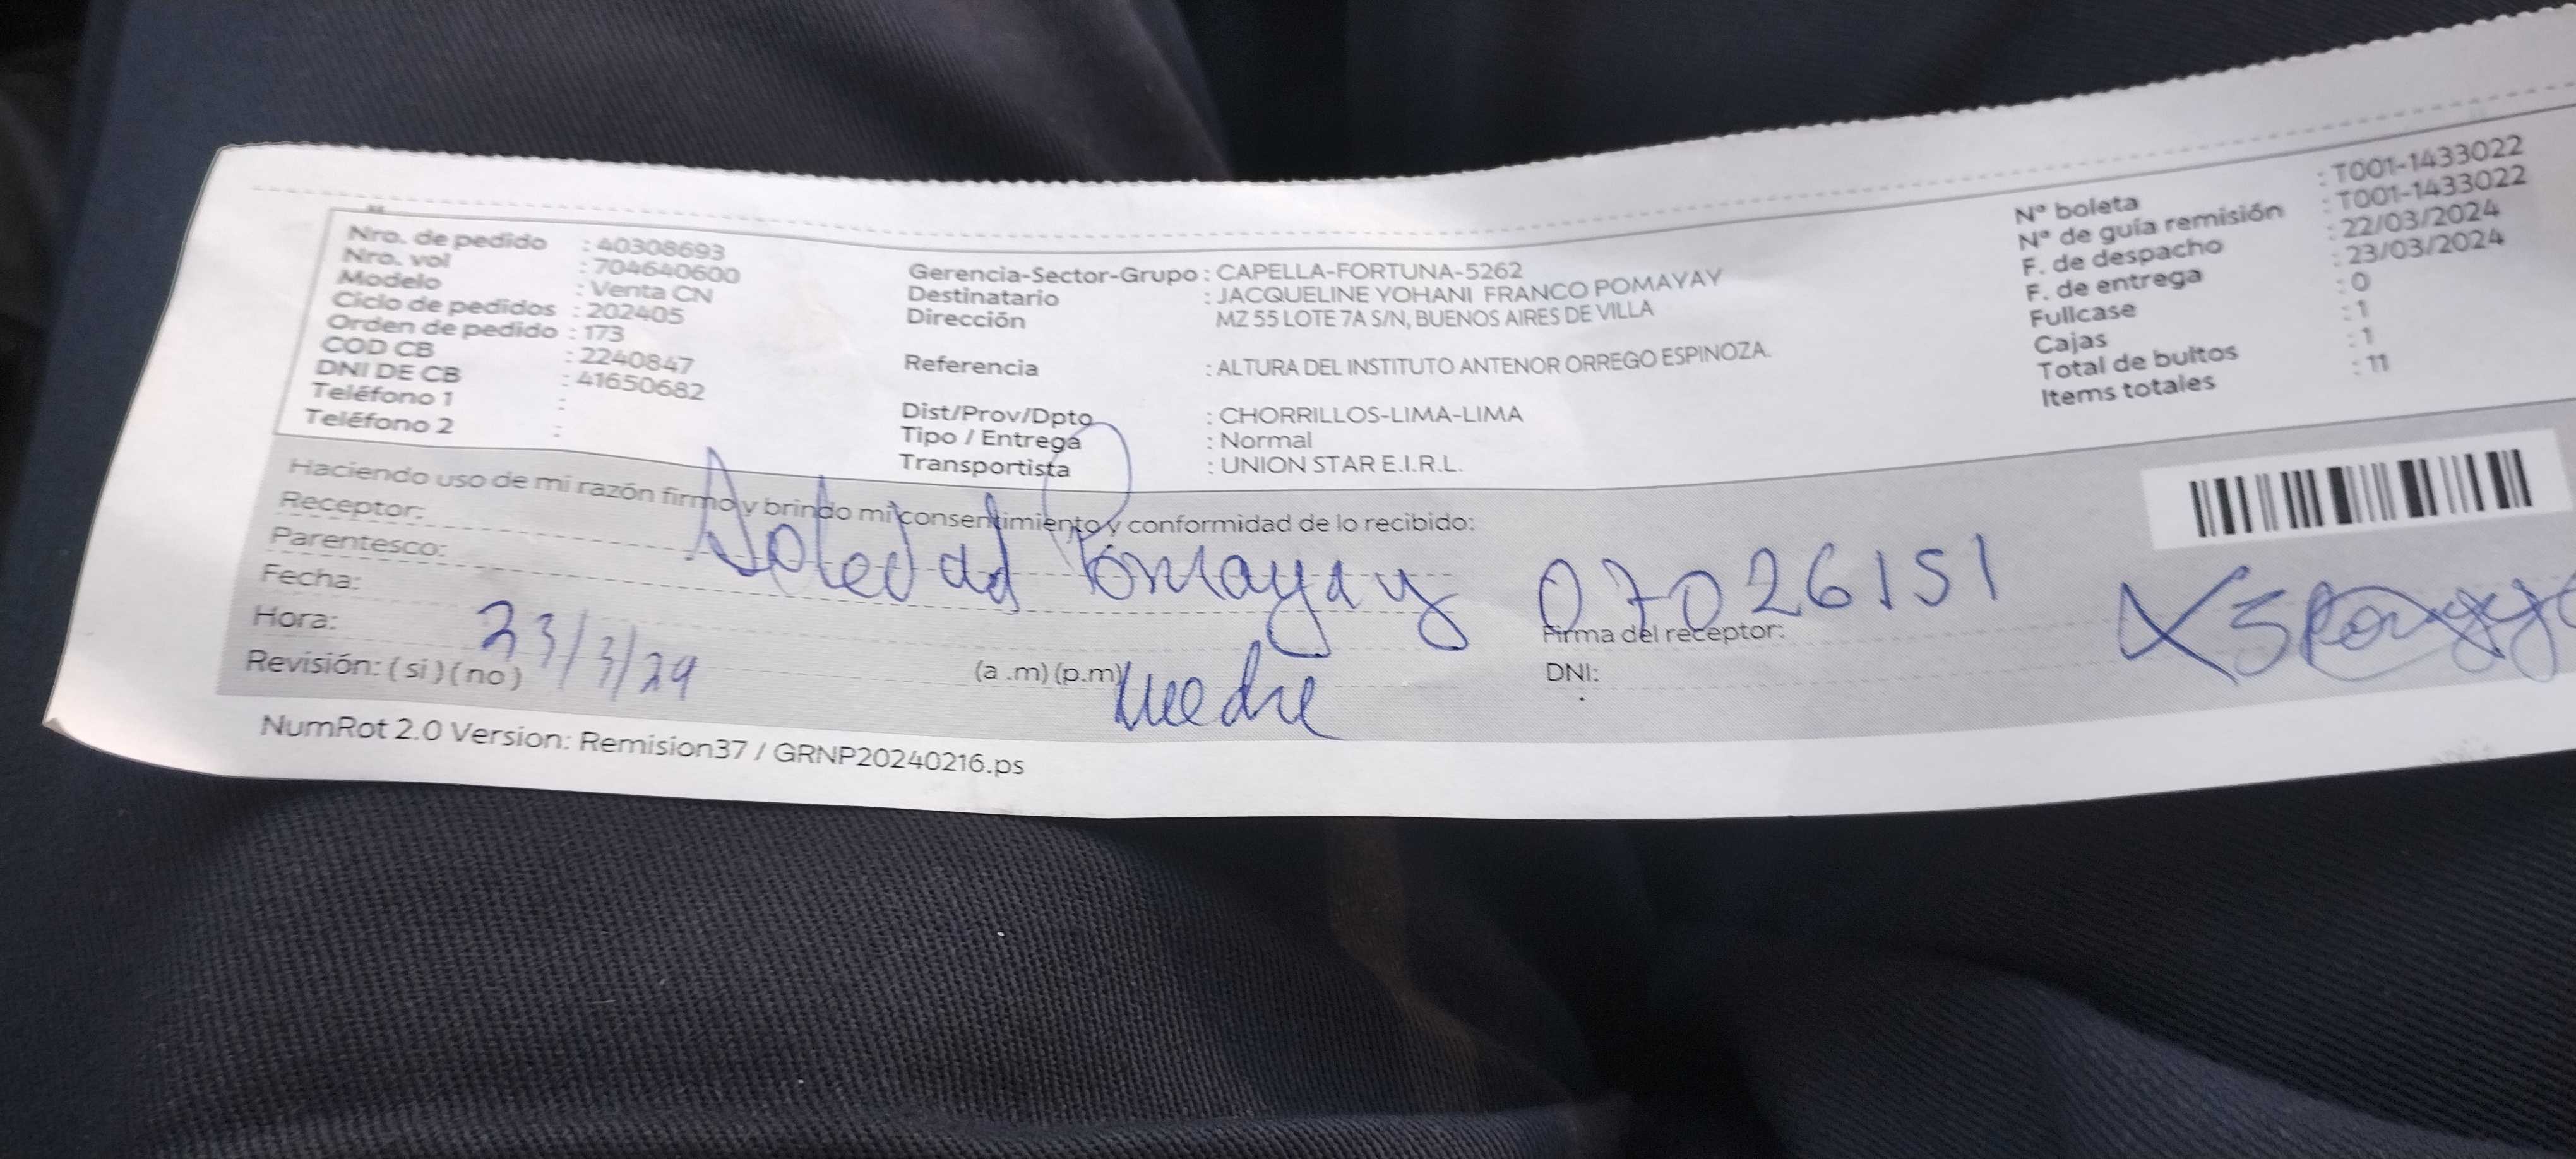 Nro. de pedido : 40308693
Nro. vol : 704640600
Modelo : Venta CN
Ciclo de pedidos : 202405
Orden de pedido : 173
COD CB : 2240847
DNI DE CB : 41650682
Teléfono 1 :
Teléfono 2 :
Gerencia-Sector-Grupo : CAPELLA-FORTUNA-5262
Destinatario : JACQUELINE YOHANI FRANCO POMAYAY
Dirección MZ 55 LOTE 7A S/N, BUENOS AIRES DE VILLA
Referencia : ALTURA DEL INSTITUTO ANTENOR ORREGO ESPINOZA.
Dist/Prov/Dpto : CHORRILLOS-LIMA-LIMA
Tipo / Entrega : Normal
Transportista : UNION STAR E.I.R.L.
Nº boleta : T001-1433022
Nº de guía remisión : T001-1433022
F. de despacho : 22/03/2024
F. de entrega : 23/03/2024
Fullcase : 0
Cajas : 1
Total de bultos : 1
Items totales : 11
Haciendo uso de mi razón firmo y brindo mi consentimiento y conformidad de lo recibido:
Receptor: Soledad Pomayay 07026151
Parentesco:
Fecha:
Hora: 23/3/24
Revisión: ( si ) ( no )
(a .m) (p.m) Madre
Firma del receptor:
DNI:
NumRot 2.0 Version: Remision37 / GRNP20240216.ps